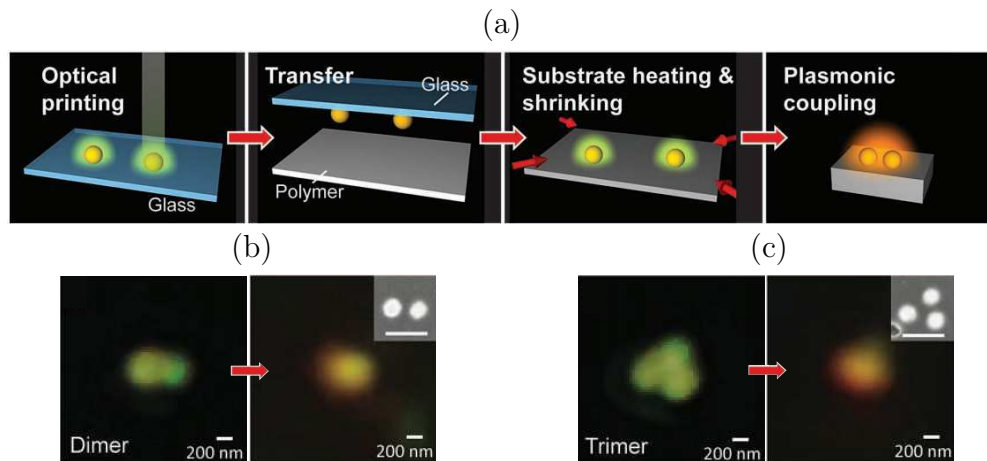 (a)
Optical
printing
Glass
Transfer
Glass
Polymer
Substrate heating &
shrinking
Plasmonic
coupling
(b)
Dimer
200 nm
200 nm
(c)
Trimer
200 nm
200 nm